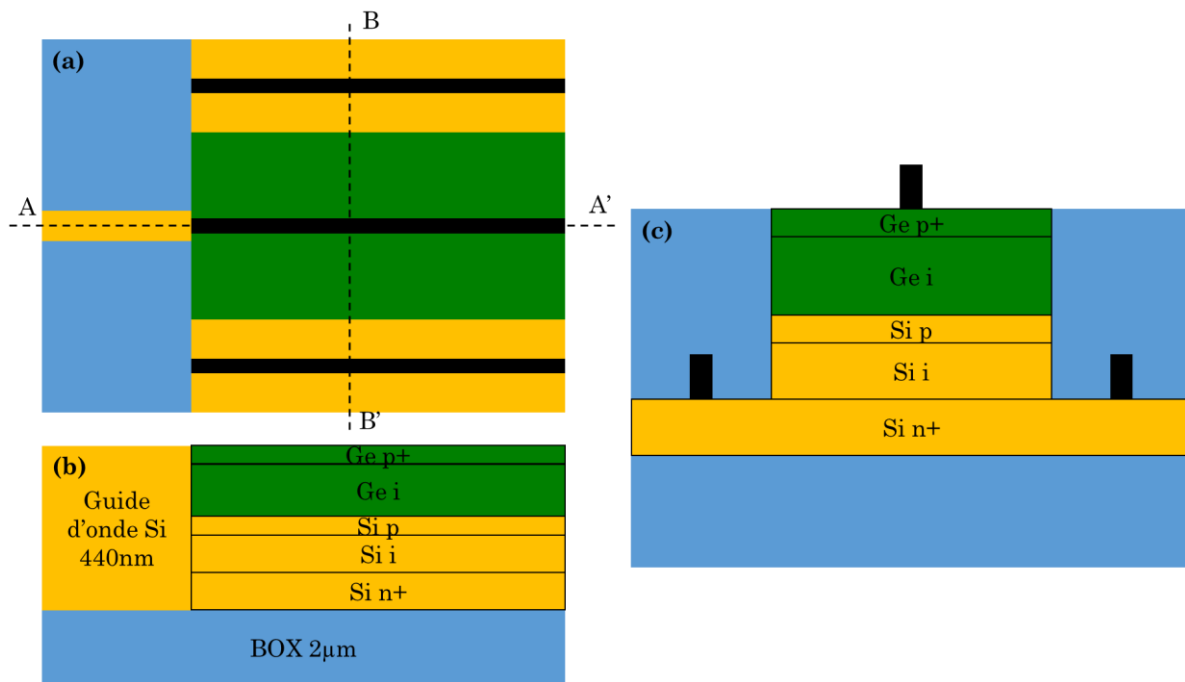 B
(a)
A
A'
B'
(b)
Ge p+
Ge i
Guide
d'onde Si
440nm
Si p
Si i
Si n+
BOX 2µm
(c)
Ge p+
Ge i
Si p
Si i
Si n+